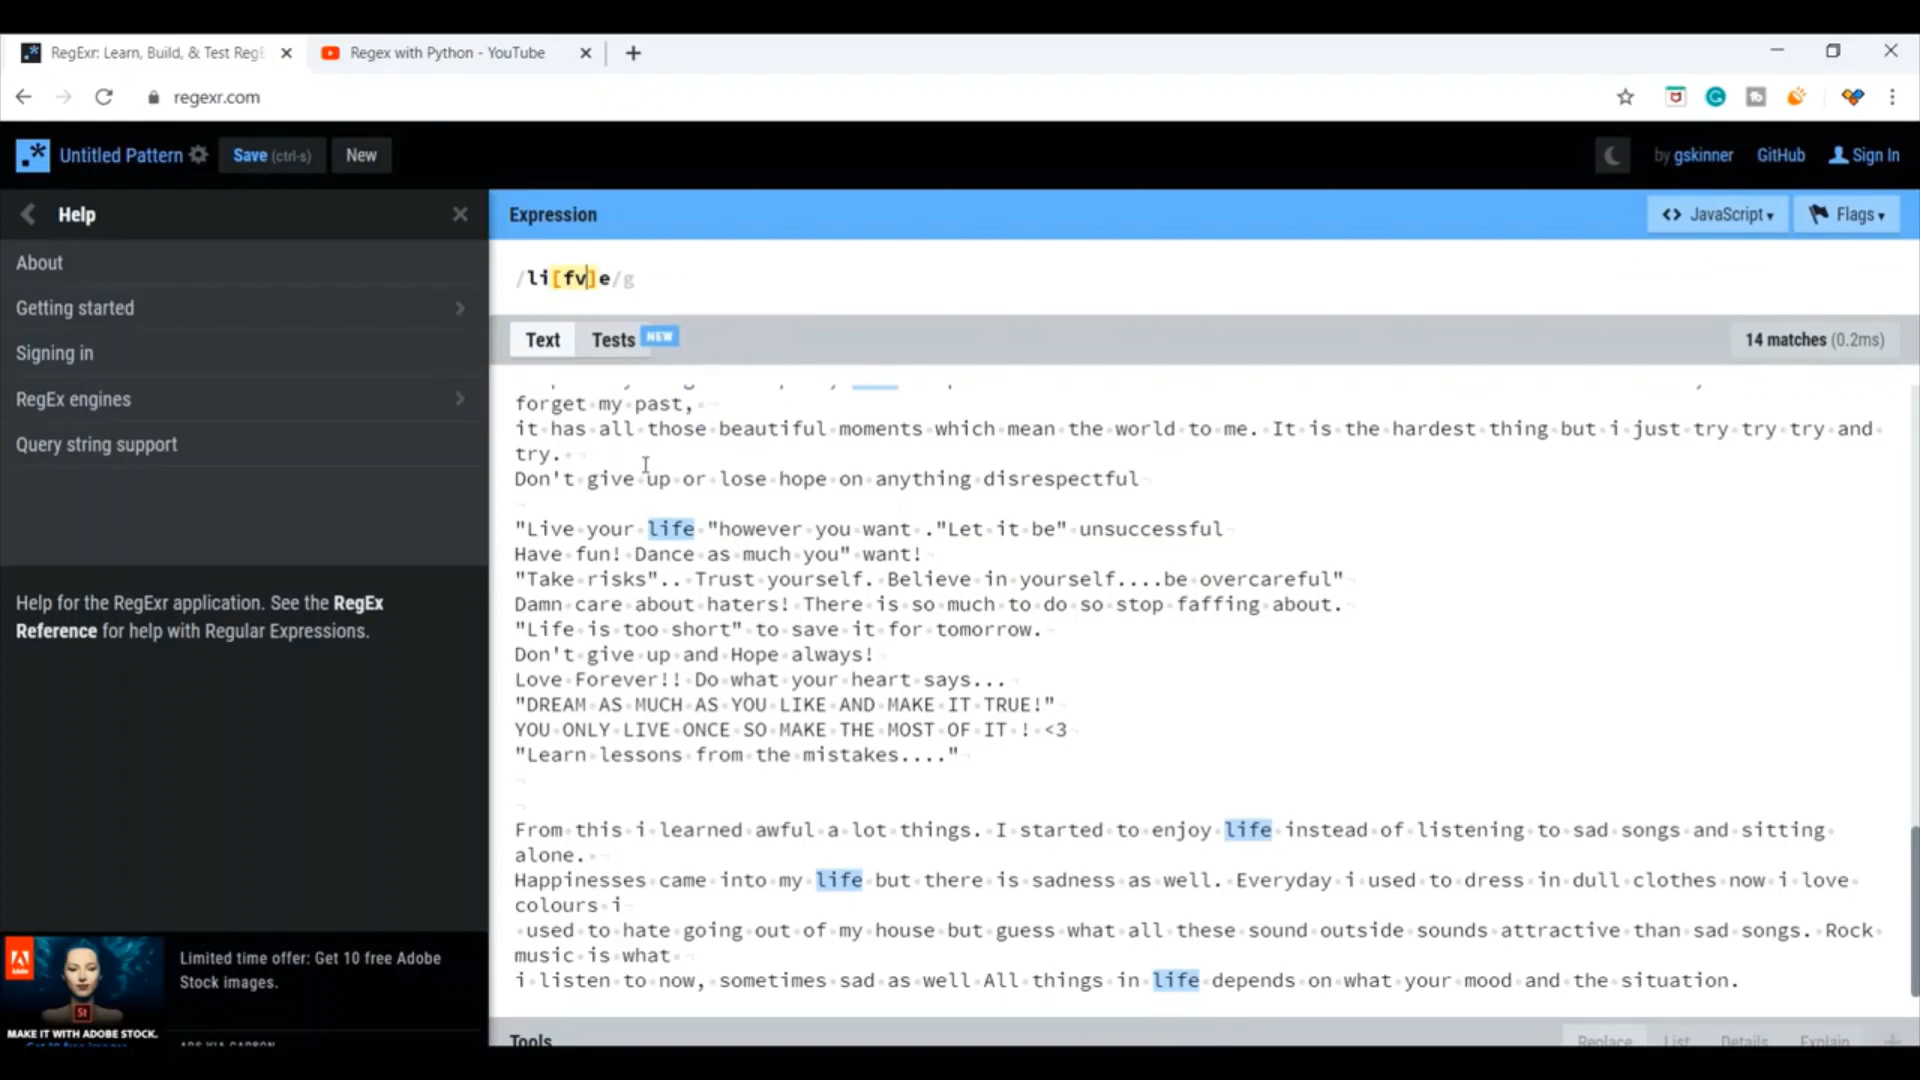 RegExr: Learn, Build, & Test RegE
Regex with Python - YouTube
regexr.com
Untitled Pattern
Save (ctrl-s)
New
by gskinner
GitHub
Sign In
Help
Expression
JavaScript
Flags
About
Getting started
Signing in
RegEx engines
Query string support
/li[fv]e/g
Text
Tests
NEW
14 matches (0.2ms)
forget my past,
it has all those beautiful moments which mean the world to me. It is the hardest thing but i just try try try and
try.
Don't give up or lose hope on anything disrespectful
"Live your life "however you want ."Let it be" unsuccessful
Have fun! Dance as much you" want!
"Take risks".. Trust yourself. Believe in yourself....be overcareful"
Damn care about haters! There is so much to do so stop faffing about.
"Life is too short" to save it for tomorrow.
Don't give up and Hope always!
Love Forever!! Do what your heart says...
"DREAM AS MUCH AS YOU LIKE AND MAKE IT TRUE!"
YOU ONLY LIVE ONCE SO MAKE THE MOST OF IT ! <3
"Learn lessons from the mistakes...."
From this i learned awful a lot things. I started to enjoy life instead of listening to sad songs and sitting
alone.
Happinesses came into my life but there is sadness as well. Everyday i used to dress in dull clothes now i love
colours i
used to hate going out of my house but guess what all these sound outside sounds attractive than sad songs. Rock
music is what
i listen to now, sometimes sad as well All things in life depends on what your mood and the situation.
Help for the RegExr application. See the RegEx
Reference for help with Regular Expressions.
Limited time offer: Get 10 free Adobe
Stock images.
St
MAKE IT WITH ADOBE STOCK.
Tools
Replace
List
Details
Explain